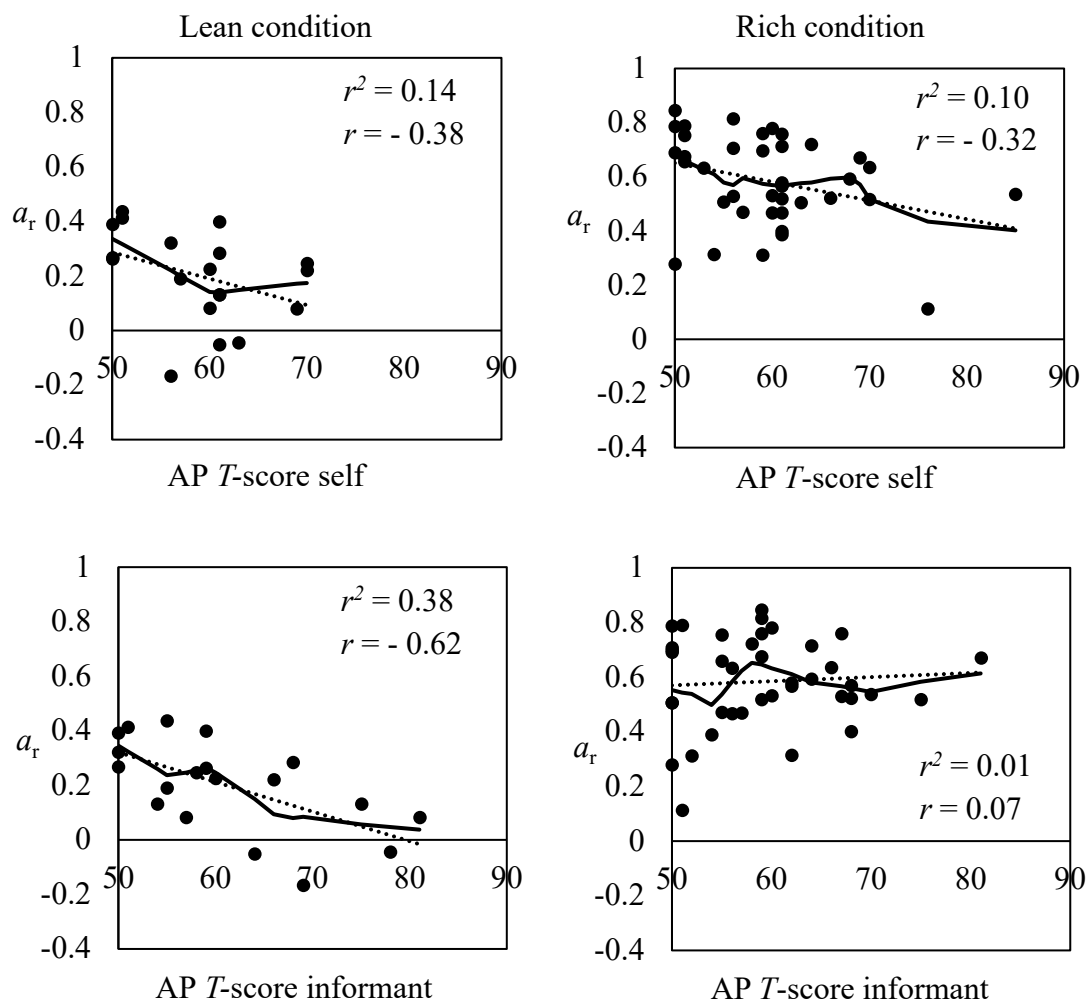 Lean condition
1
0.8
0.6
0.4
0.2
0
-0.2
-0.4
a_r
r² = 0.14
r = - 0.38
50 60 70 80 90
AP T-score self
Rich condition
1
0.8
0.6
0.4
0.2
0
-0.2
-0.4
a_r
r² = 0.10
r = - 0.32
50 60 70 80 90
AP T-score self
1
0.8
0.6
0.4
0.2
0
-0.2
-0.4
a_r
r² = 0.38
r = - 0.62
50 60 70 80 90
AP T-score informant
1
0.8
0.6
0.4
0.2
0
-0.2
-0.4
a_r
r² = 0.01
r = 0.07
50 60 70 80 90
AP T-score informant